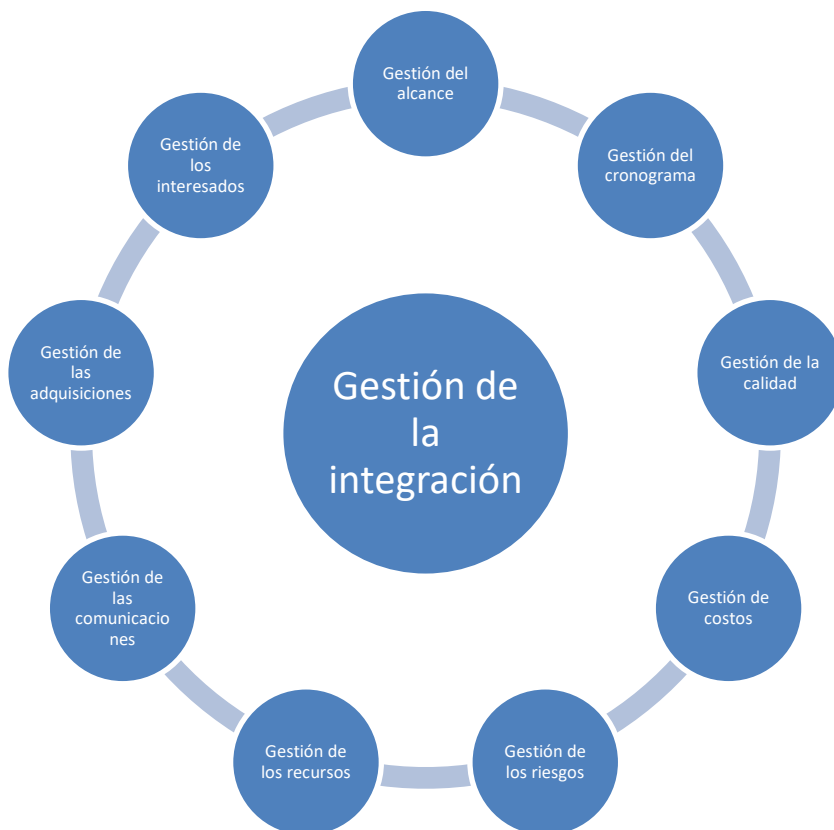 Gestión del
alcance
Gestión del
cronograma
Gestión de la
calidad
Gestión de
costos
Gestión de
los riesgos
Gestión de
los recursos
Gestión de
las
comunicacio
nes
Gestión de
las
adquisiciones
Gestión de
los
interesados
Gestión de
la
integración